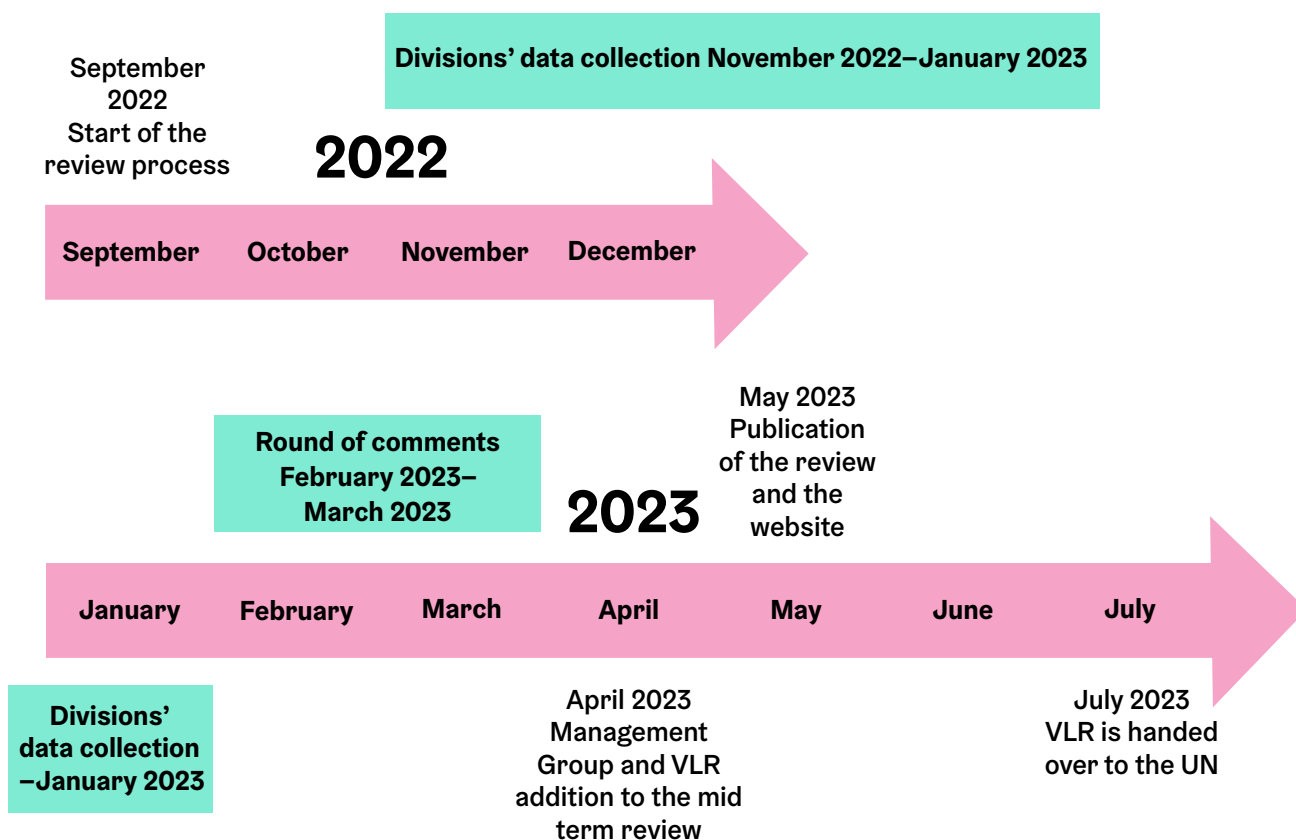 September
2022
Start of the
review process
Divisions’ data collection November 2022–January 2023
2022
September October November December
Round of comments
February 2023–
March 2023
2023
May 2023
Publication
of the review
and the
website
January February March April May June July
Divisions’
data collection
–January 2023
April 2023
Management
Group and VLR
addition to the mid
term review
July 2023
VLR is handed
over to the UN